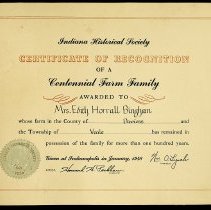 Indiana Historical Society
CERTIFICATE OF RECOGNITION
OF A
Centennial Farm Family
AWARDED TO
Mrs. Edith Horrall Bingham
whose farm in the County of Daviess and
the Township of Veale has remained in
possession of the family for more than one hundred years.
Given at Indianapolis in January, 1948